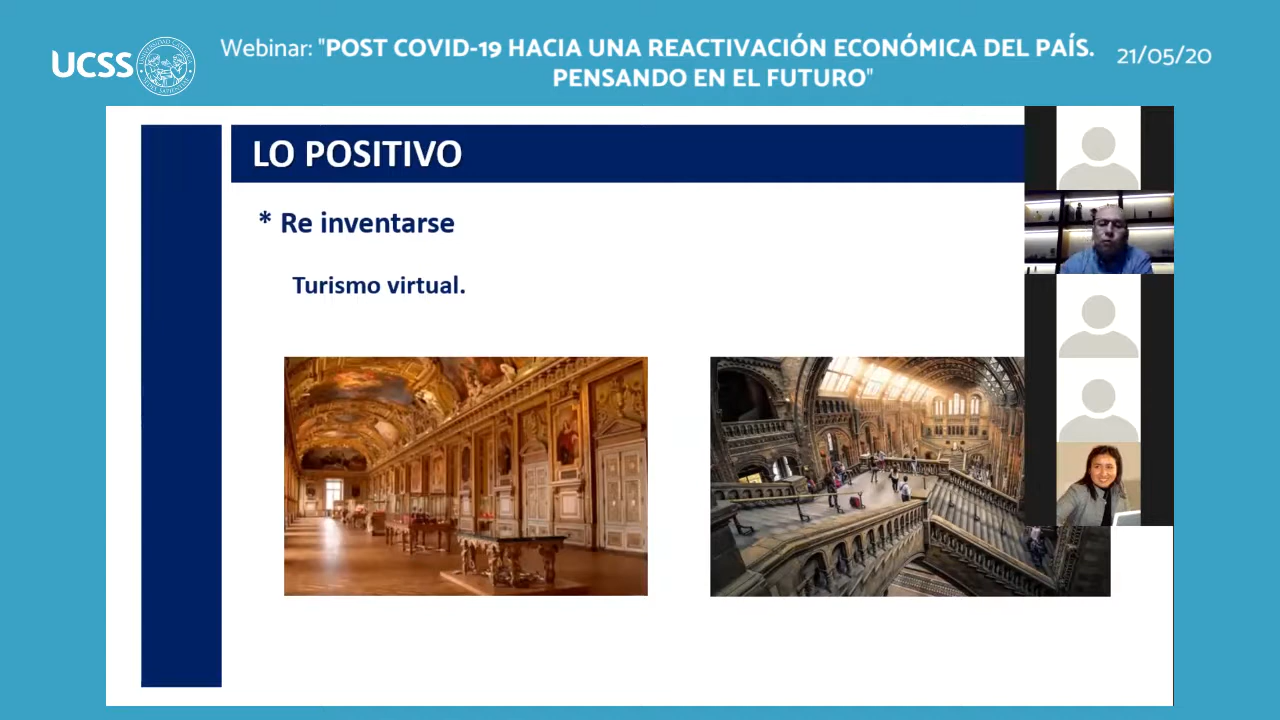 UCSS
Webinar: "POST COVID-19 HACIA UNA REACTIVACIÓN ECONÓMICA DEL PAÍS.
PENSANDO EN EL FUTURO"
21/05/20
LO POSITIVO
* Re inventarse
Turismo virtual.